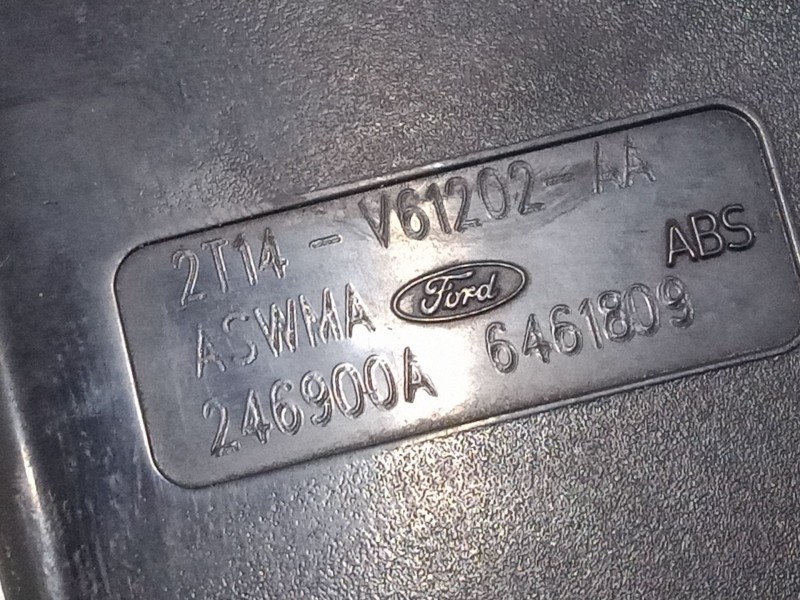 2T14 - V61202-AA
ASWMA Ford ABS
246900A 6461809